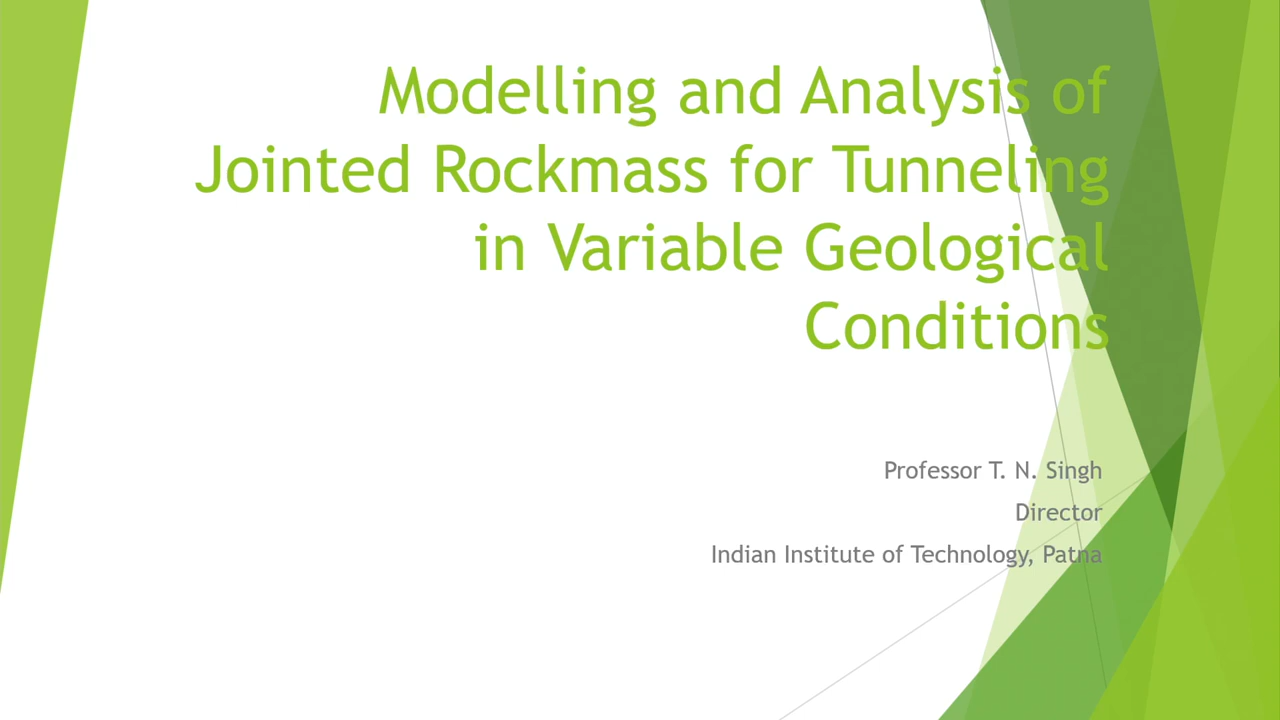 Modelling and Analysis of
Jointed Rockmass for Tunneling
in Variable Geological
Conditions
Professor T. N. Singh
Director
Indian Institute of Technology, Patna